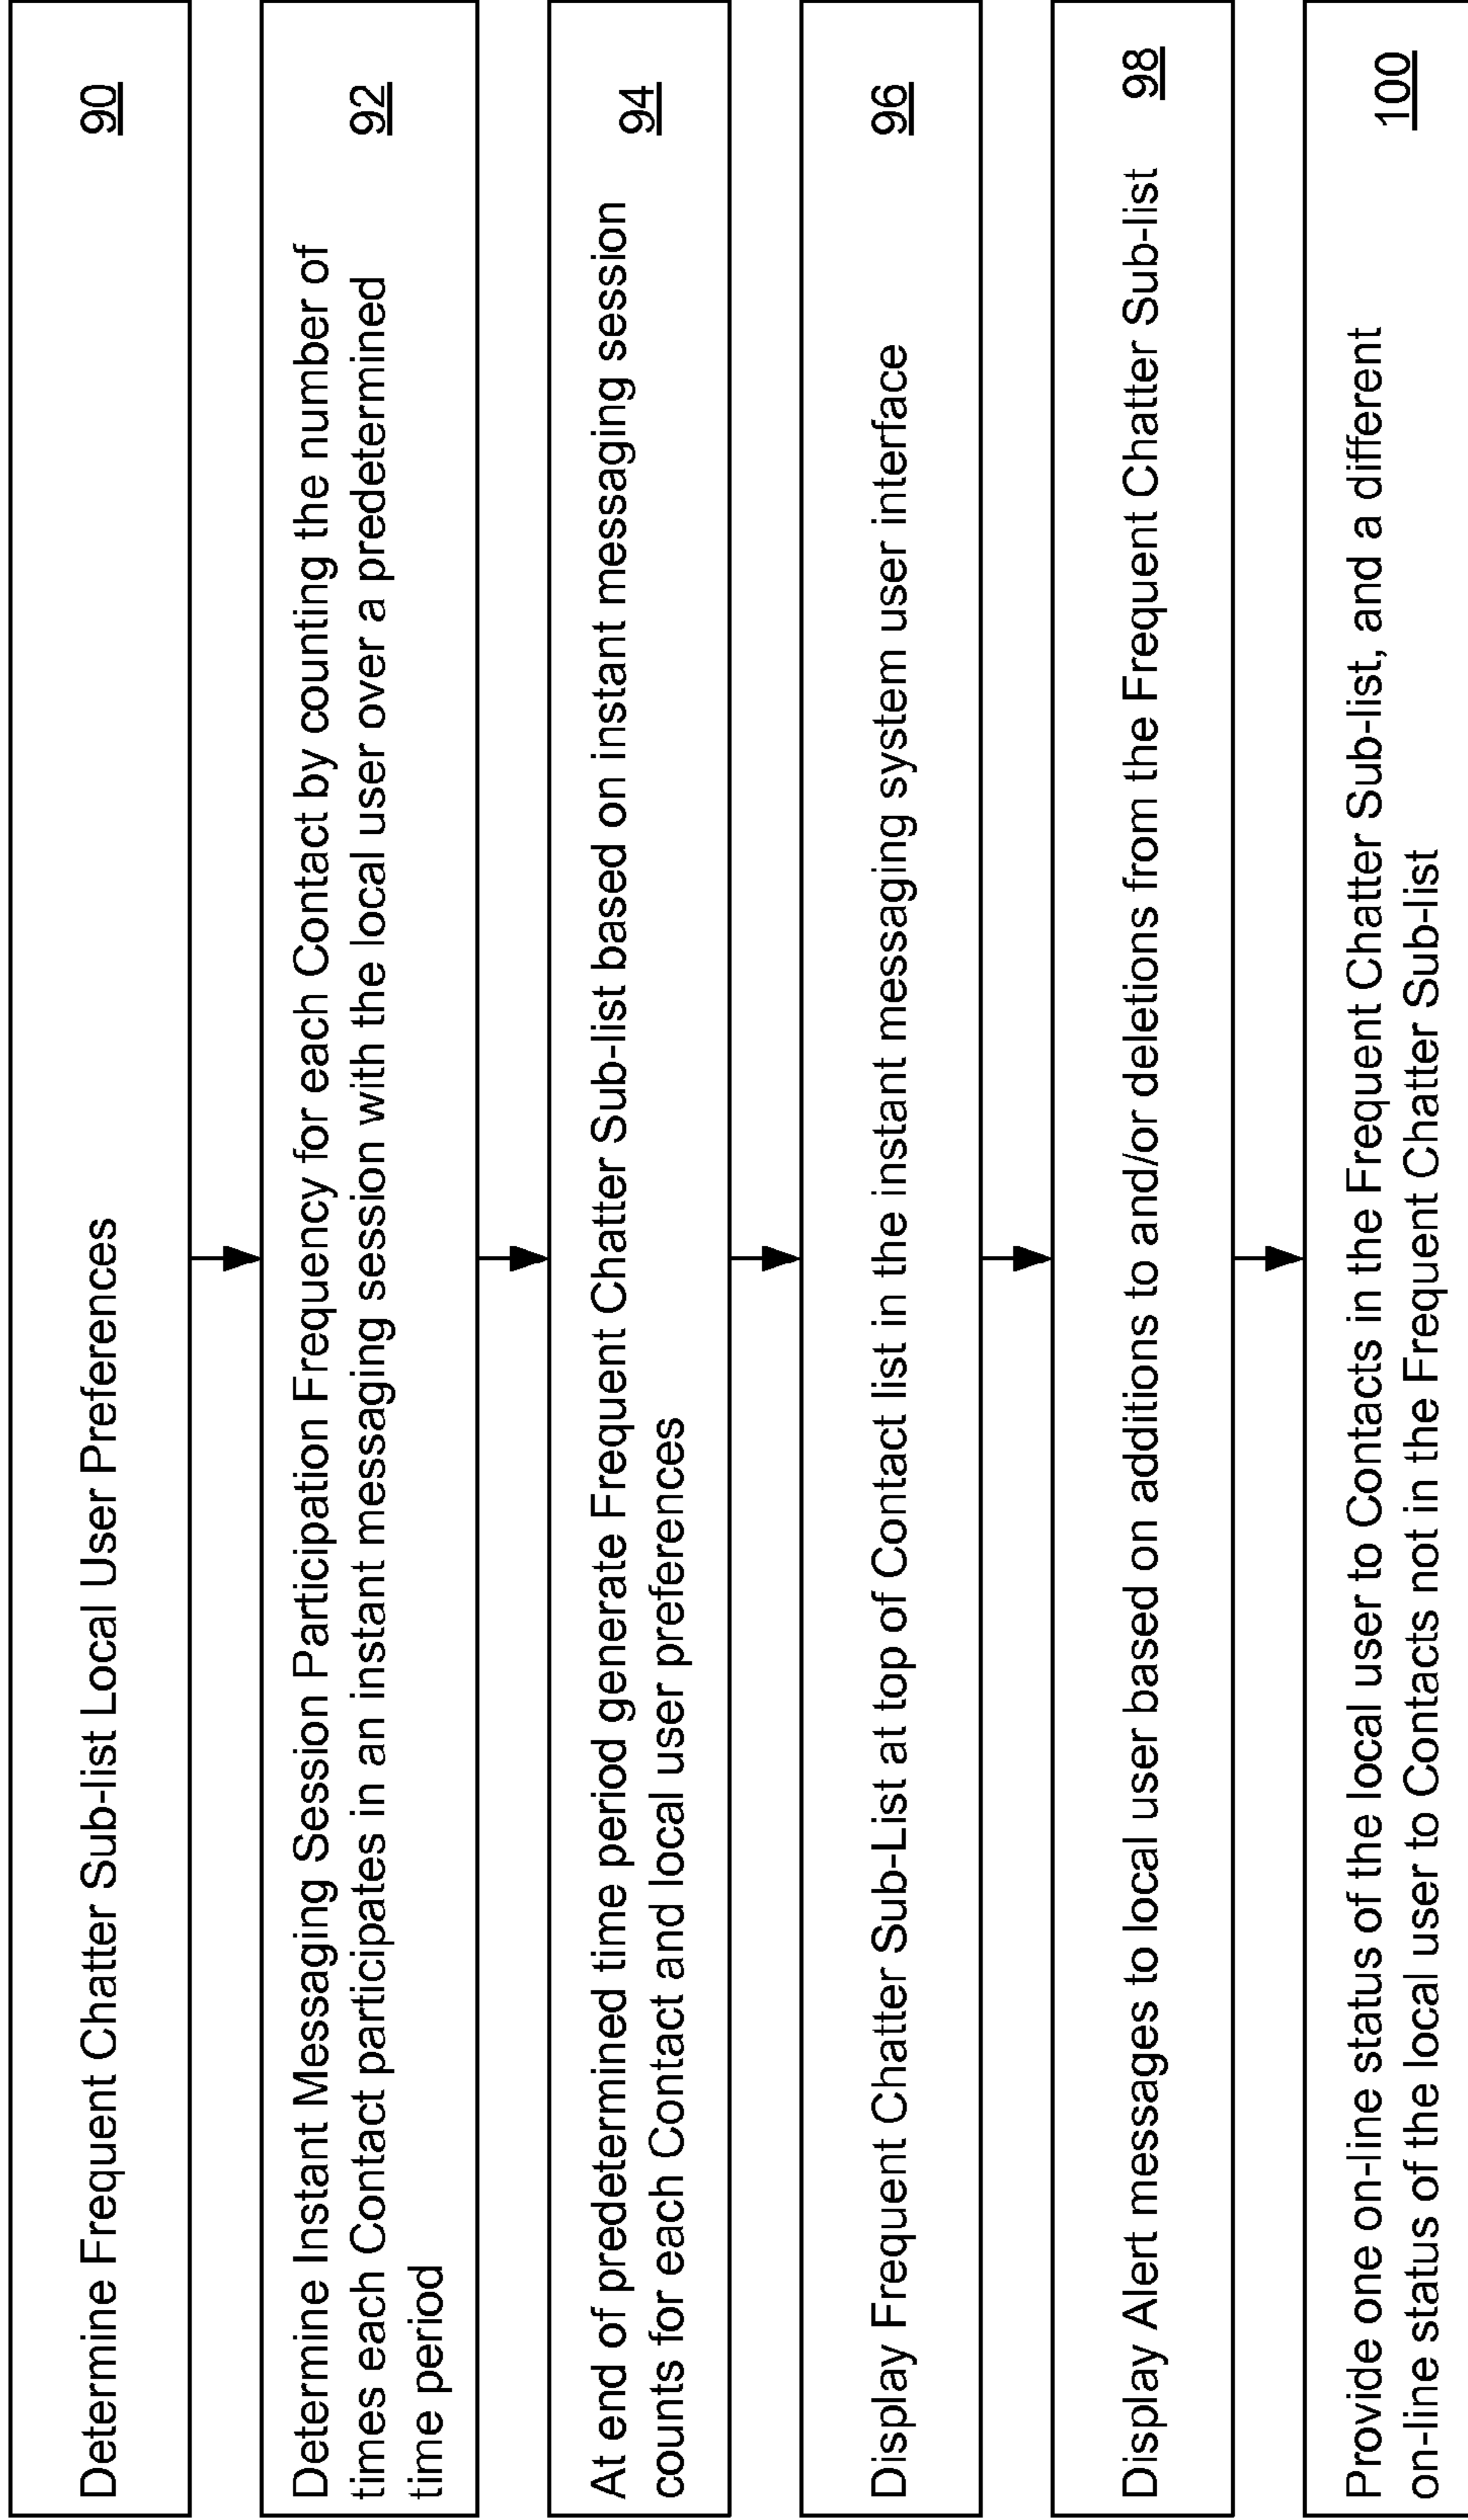 Determine Frequent Chatter Sub-list Local User Preferences 90
Determine Instant Messaging Session Participation Frequency for each Contact by counting the number of
times each Contact participates in an instant messaging session with the local user over a predetermined 92
time period
At end of predetermined time period generate Frequent Chatter Sub-list based on instant messaging session
counts for each Contact and local user preferences 94
Display Frequent Chatter Sub-List at top of Contact list in the instant messaging system user interface 96
Display Alert messages to local user based on additions to and/or deletions from the Frequent Chatter Sub-list 98
Provide one on-line status of the local user to Contacts in the Frequent Chatter Sub-list, and a different 100
on-line status of the local user to Contacts not in the Frequent Chatter Sub-list